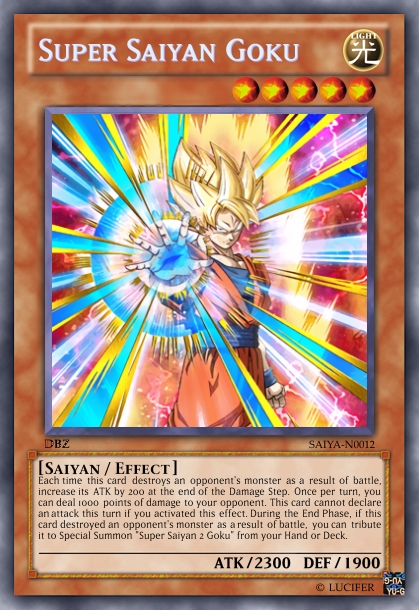 SUPER SAIYAN GOKU
LIGHT
光
DBZ
SAIYA-N0012
[SAIYAN / EFFECT]
Each time this card destroys an opponent's monster as a result of battle,
increase its ATK by 200 at the end of the Damage Step. Once per turn, you
can deal 1000 points of damage to your opponent. This card cannot declare
an attack this turn if you activated this effect. During the End Phase, if this
card destroyed an opponent's monster as a result of battle, you can tribute
it to Special Summon "Super Saiyan 2 Goku" from your Hand or Deck.
ATK/2300 DEF/1900
© LUCIFER
YU-G